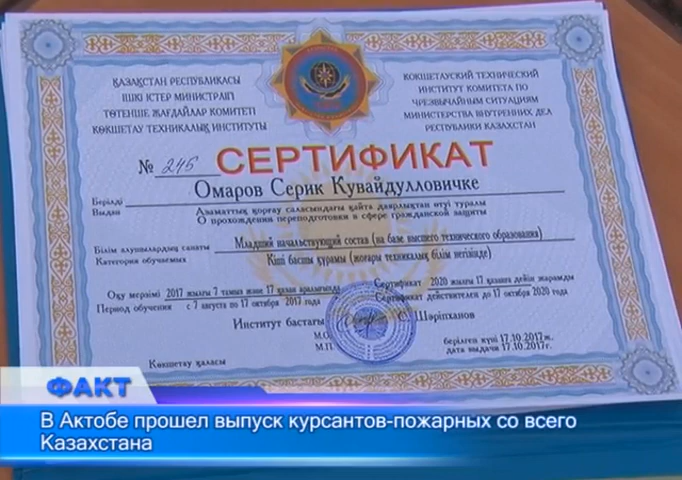 ҚАЗАҚСТАН РЕСПУБЛИКАСЫ
ІШКІ ІСТЕР МИНИСТРЛІГІ
ТӨТЕНШЕ ЖАҒДАЙЛАР КОМИТЕТІ
КӨКШЕТАУ ТЕХНИКАЛЫҚ ИНСТИТУТЫ
КОКШЕТАУСКИЙ ТЕХНИЧЕСКИЙ
ИНСТИТУТ КОМИТЕТА ПО
ЧРЕЗВЫЧАЙНЫМ СИТУАЦИЯМ
МИНИСТЕРСТВА ВНУТРЕННИХ ДЕЛ
РЕСПУБЛИКИ КАЗАХСТАН
№ 245 СЕРТИФИКАТ
Омаров Серик Кувайдулловичке
Берілді Азаматтық қорғау саласындағы қайта даярлықтан өтуі туралы
Выдан О прохождении переподготовки в сфере гражданской защиты
Білім алушылардың санаты Младший начальствующий состав (на базе высшего технического образования)
Категория обучаемых Кіші басшы құрамы (жоғары техникалық білім негізінде)
Оқу мерзімі 2017 жылғы 7 тамыз және 17 қазан аралығында
Период обучения с 7 августа по 17 октября 2017 года
Сертификат 2020 жылғы 17 қазанға дейін жарамды
Сертификат действителен до 17 октября 2020 года
Институт бастығы С. Шәріпханов
М.О.
М.П.
берілген күні 17.10.2017ж.
дата выдачи 17.10.2017г.
Көкшетау қаласы
ФАКТ
В Актобе прошел выпуск курсантов-пожарных со всего
Казахстана